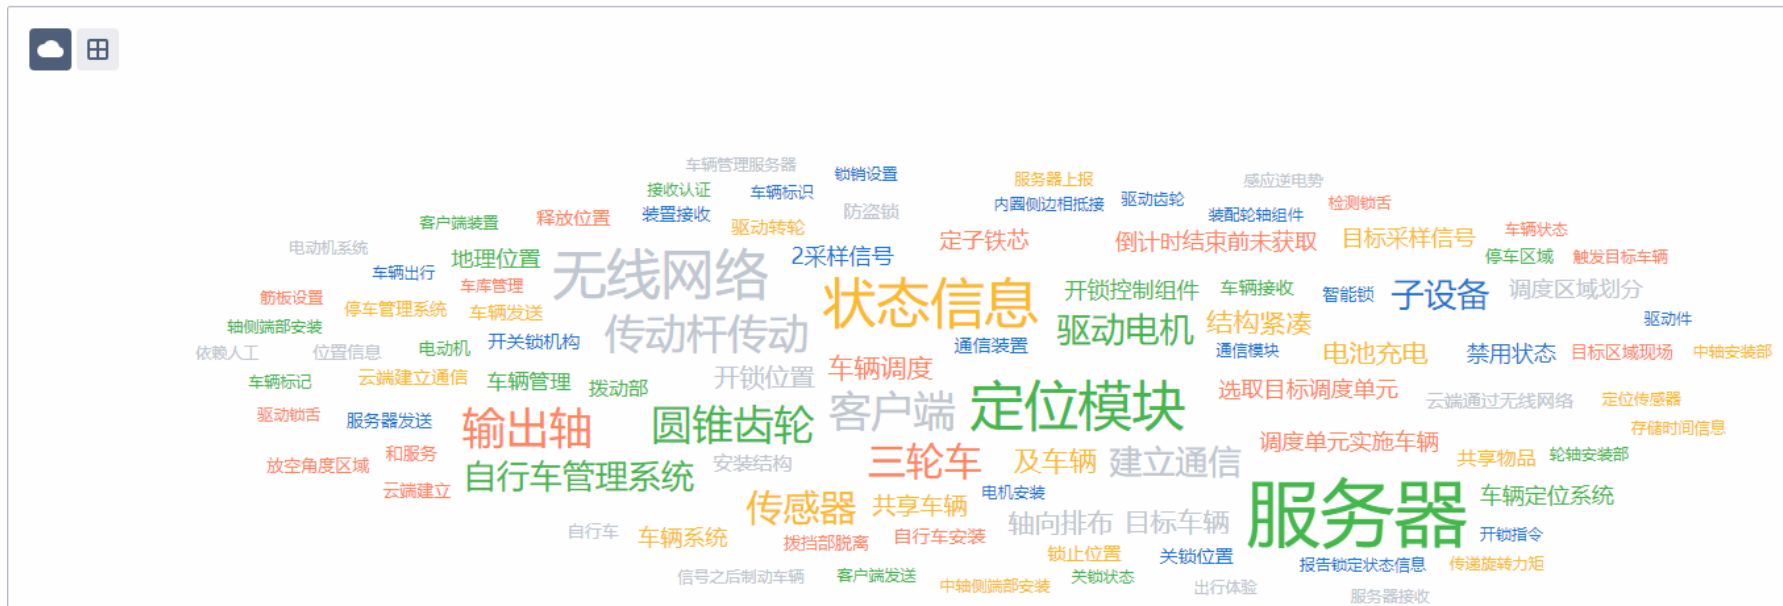 车辆管理服务器
锁销设置
服务器上报
感应逆电势
接收认证
车辆标识
驱动齿轮
检测锁舌
内圈侧边相抵接
客户端装置
释放位置
装置接收
防盗锁
装配轮轴组件
驱动转轮
车辆状态
电动机系统
地理位置
无线网络
2采样信号
定子铁芯
倒计时结束前未获取
目标采样信号
停车区域
触发目标车辆
车辆出行
车库管理
筋板设置
停车管理系统
车辆发送
状态信息
开锁控制组件
车辆接收
智能锁
子设备
调度区域划分
轴侧端部安装
传动杆传动
驱动电机
结构紧凑
驱动件
依赖人工
位置信息
电动机
开关锁机构
通信装置
通信模块
电池充电
禁用状态
目标区域现场
中轴安装部
车辆标记
云端建立通信
车辆管理
拨动部
开锁位置
车辆调度
选取目标调度单元
云端通过无线网络
定位传感器
驱动锁舌
服务器发送
输出轴
圆锥齿轮
客户端
定位模块
存储时间信息
放空角度区域
和服务
三轮车
及车辆
建立通信
调度单元实施车辆
共享物品
轮轴安装部
云端建立
自行车管理系统
安装结构
电机安装
传感器
共享车辆
服务器
车辆定位系统
自行车
车辆系统
拨挡部脱离
自行车安装
轴向排布
目标车辆
开锁指令
锁止位置
关锁位置
报告锁定状态信息
传递旋转力矩
信号之后制动车辆
客户端发送
中轴侧端部安装
关锁状态
出行体验
服务器接收